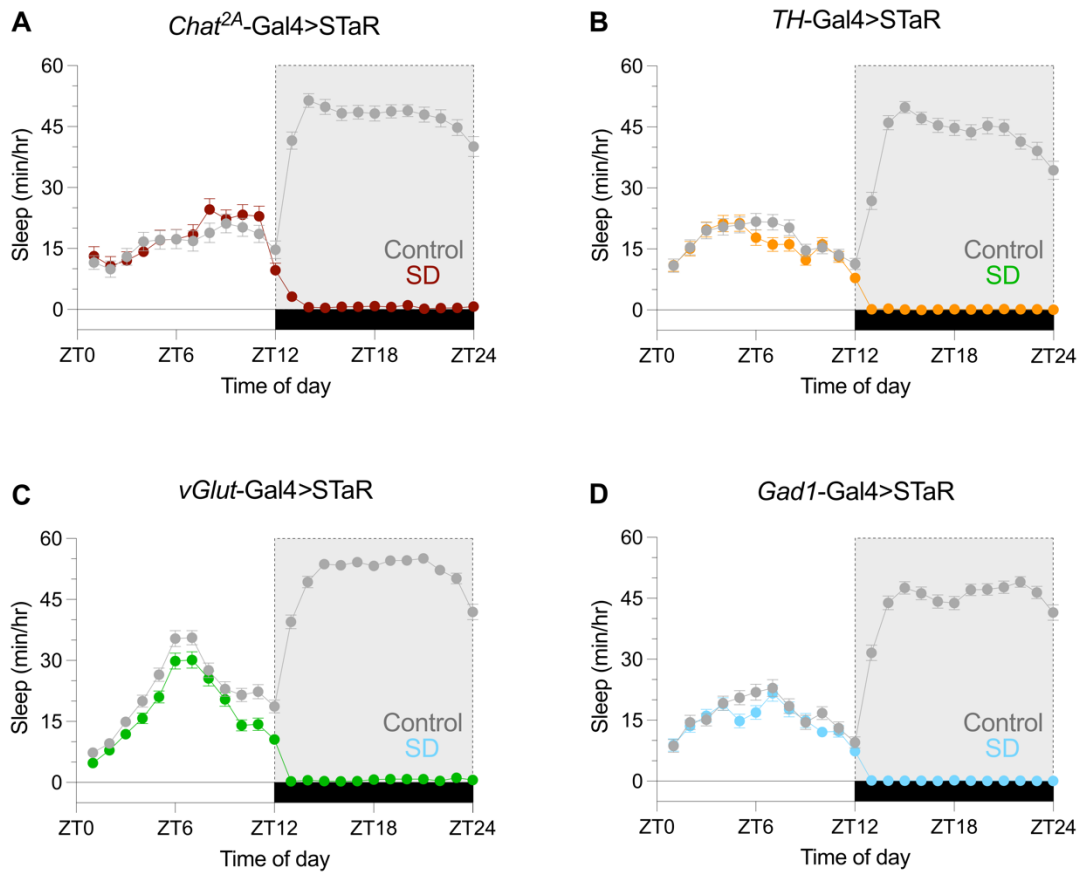 A
Chat2A-Gal4>STaR
60
45
30
15
0
Sleep (min/hr)
Control
SD
ZT0
ZT6
ZT12
ZT18
ZT24
Time of day
B
TH-Gal4>STaR
60
45
30
15
0
Sleep (min/hr)
Control
SD
ZT0
ZT6
ZT12
ZT18
ZT24
Time of day
C
vGlut-Gal4>STaR
60
45
30
15
0
Sleep (min/hr)
Control
SD
ZT0
ZT6
ZT12
ZT18
ZT24
Time of day
D
Gad1-Gal4>STaR
60
45
30
15
0
Sleep (min/hr)
Control
SD
ZT0
ZT6
ZT12
ZT18
ZT24
Time of day